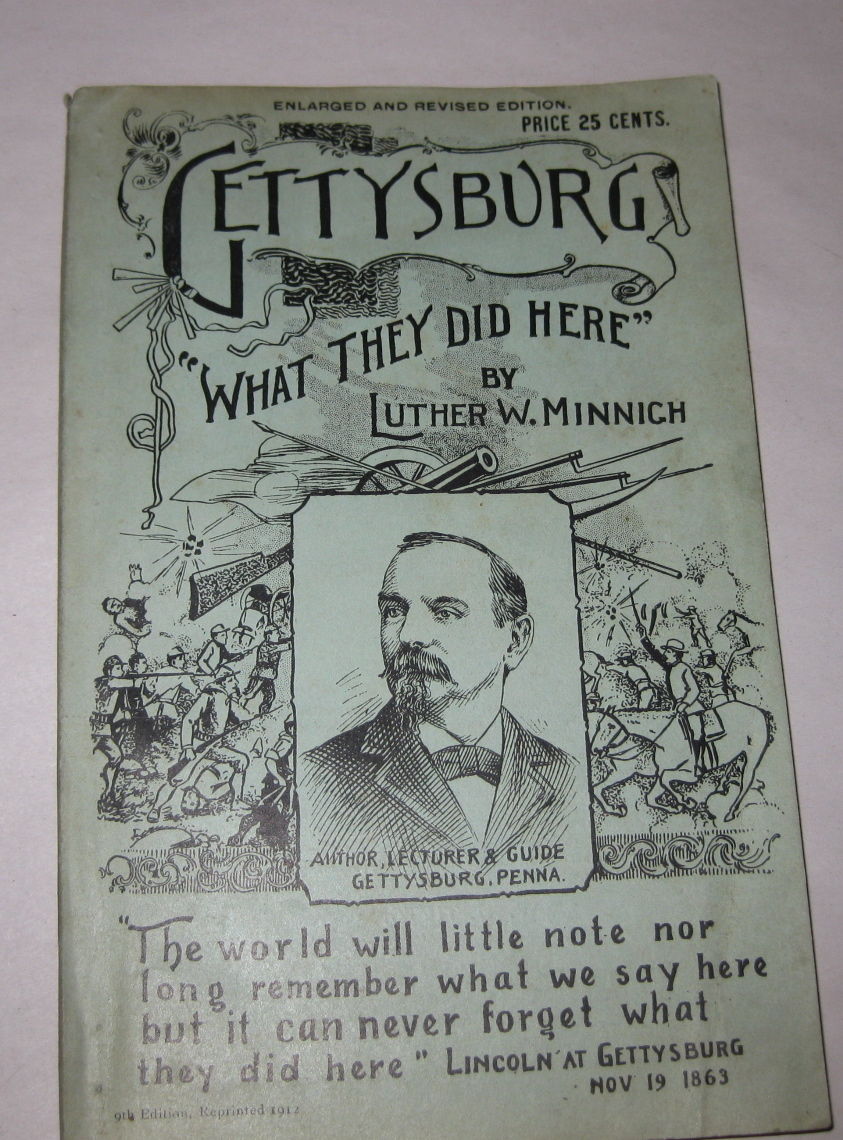 ENLARGED AND REVISED EDITION.
PRICE 25 CENTS.
GETTYSBURG
"WHAT THEY DID HERE"
BY
LUTHER W. MINNIGH
AUTHOR, LECTURER & GUIDE
GETTYSBURG, PENNA.
"The world will little note nor
long remember what we say here
but it can never forget what
they did here" LINCOLN AT GETTYSBURG
NOV 19 1863
9th Edition, Reprinted 1912